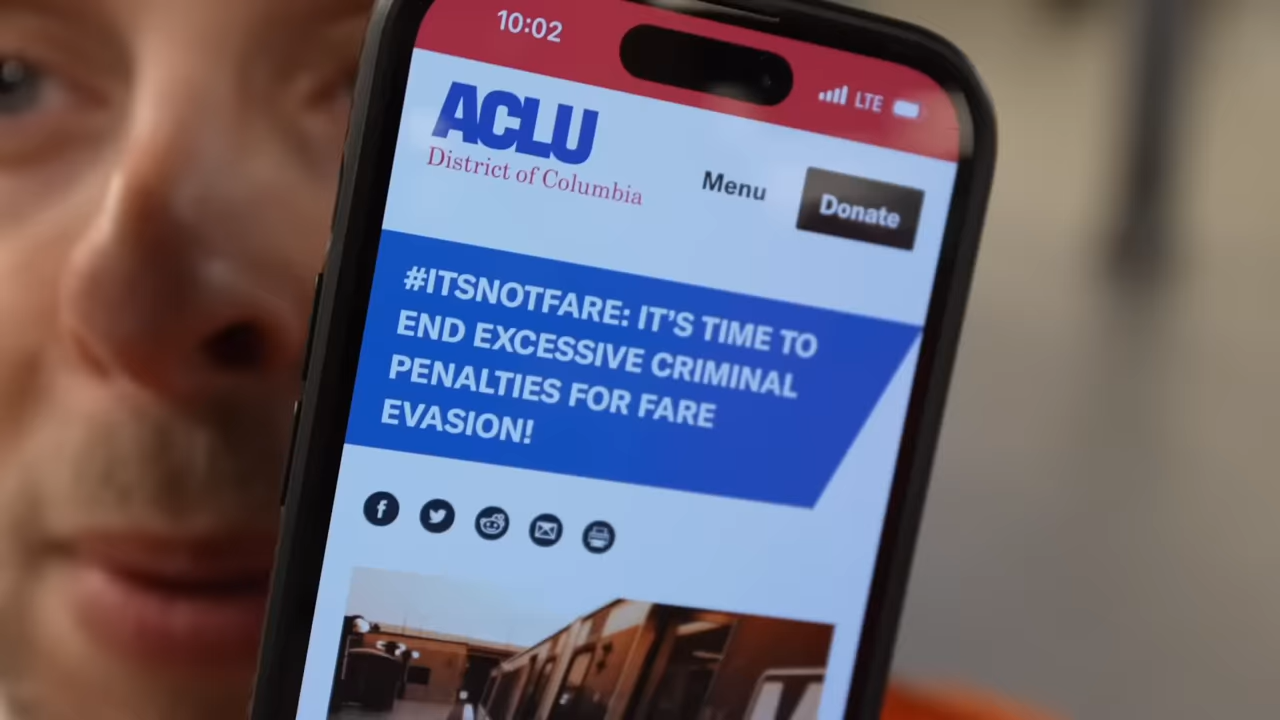 10:02
LTE
ACLU
District of Columbia
Menu
Donate
#ITSNOTFARE: IT'S TIME TO
END EXCESSIVE CRIMINAL
PENALTIES FOR FARE
EVASION!